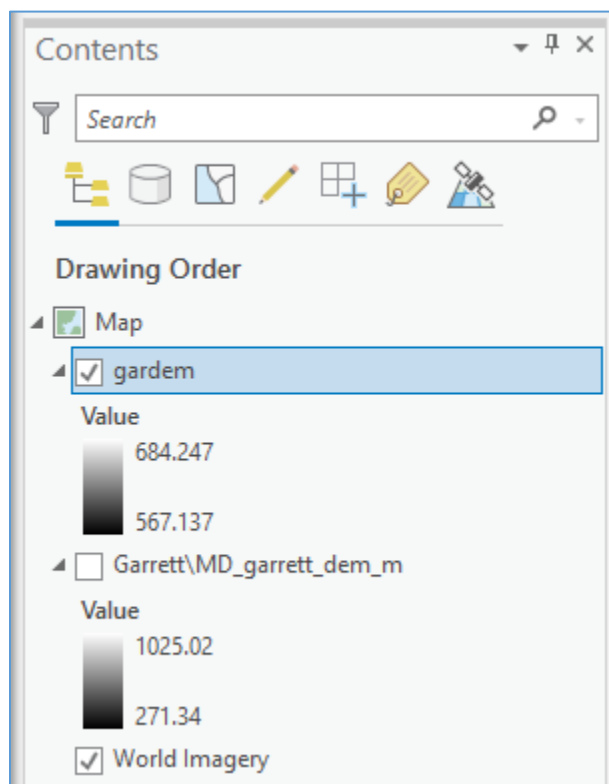 Contents
Search
Drawing Order
Map
gardem
Value
684.247
567.137
Garrett\MD_garrett_dem_m
Value
1025.02
271.34
World Imagery